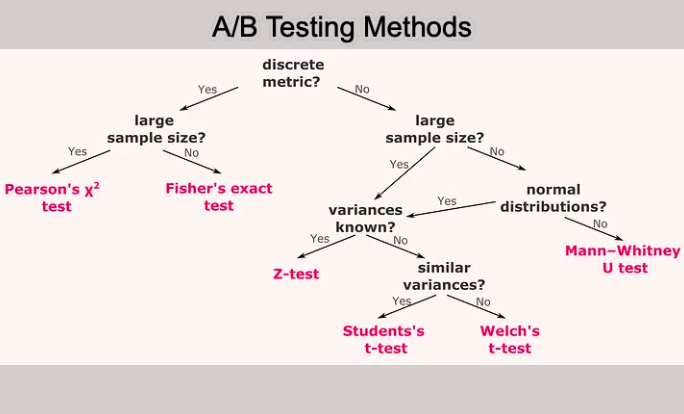 A/B Testing Methods
discrete
metric?
Yes
No
large
sample size?
large
sample size?
Yes
No
Yes
No
Pearson's χ²
test
Fisher's exact
test
normal
distributions?
Yes
No
variances
known?
Yes
No
Mann–Whitney
U test
Z-test
similar
variances?
Yes
No
Students's
t-test
Welch's
t-test